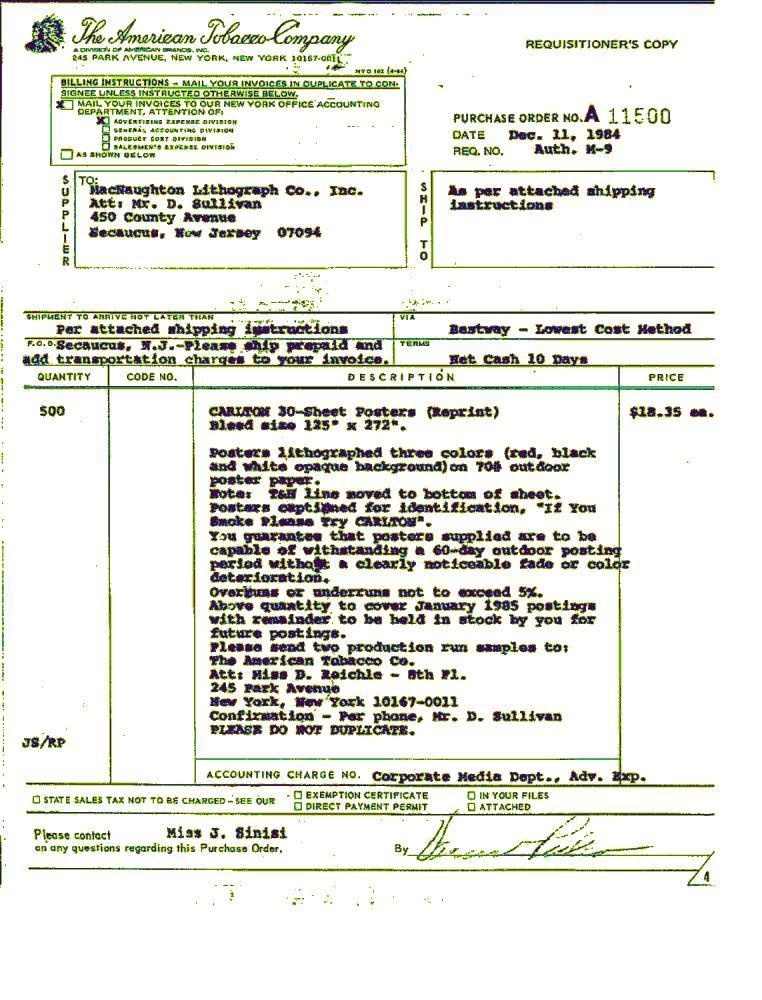 The American Tobacco Company
A DIVISION OF AMERICAN BRANDS, INC.
245 PARK AVENUE, NEW YORK, NEW YORK 10167-0011
REQUISITIONER'S COPY
BILLING INSTRUCTIONS – MAIL YOUR INVOICES IN DUPLICATE TO CON-
SIGNEE UNLESS INSTRUCTED OTHERWISE BELOW.
X MAIL YOUR INVOICES TO OUR NEW YORK OFFICE ACCOUNTING
DEPARTMENT, ATTENTION OF:
X ADVERTISING EXPENSE DIVISION
GENERAL ACCOUNTING DIVISION
PRODUCT COST DIVISION
SALESMEN'S EXPENSE DIVISION
AS SHOWN BELOW
PURCHASE ORDER NO. A 11500
DATE Dec. 11, 1984
REQ. NO. Auth. M-9
SUPPLIER
TO:
MacNaughton Lithograph Co., Inc.
Att: Mr. D. Sullivan
450 County Avenue
Secaucus, New Jersey 07094
SHIP TO
As per attached shipping
instructions
SHIPMENT TO ARRIVE NOT LATER THAN
Per attached shipping instructions
VIA
Bestway - Lowest Cost Method
F.O.B. Secaucus, N.J.-Please ship prepaid and
add transportation charges to your invoice.
TERMS
Net Cash 10 Days
QUANTITY CODE NO. DESCRIPTION PRICE
500 CARLTON 30-Sheet Posters (Reprint) $18.35 ea.
Bleed size 125" x 272".
Posters lithographed three colors (red, black
and white opaque background) on 70# outdoor
poster paper.
Note: T&N line moved to bottom of sheet.
Posters captioned for identification, "If You
Smoke Please Try CARLTON".
You guarantee that posters supplied are to be
capable of withstanding a 60-day outdoor posting
period without a clearly noticeable fade or color
deterioration.
Overruns or underruns not to exceed 5%.
Above quantity to cover January 1985 postings
with remainder to be held in stock by you for
future postings.
Please send two production run samples to:
The American Tobacco Co.
Att: Miss D. Reichle - 8th Fl.
245 Park Avenue
New York, New York 10167-0011
Confirmation - Per phone, Mr. D. Sullivan
PLEASE DO NOT DUPLICATE.
JS/RP
ACCOUNTING CHARGE NO. Corporate Media Dept., Adv. Exp.
STATE SALES TAX NOT TO BE CHARGED – SEE OUR
EXEMPTION CERTIFICATE
DIRECT PAYMENT PERMIT
IN YOUR FILES
ATTACHED
Please contact Miss J. Sinisi
on any questions regarding this Purchase Order.
By
4